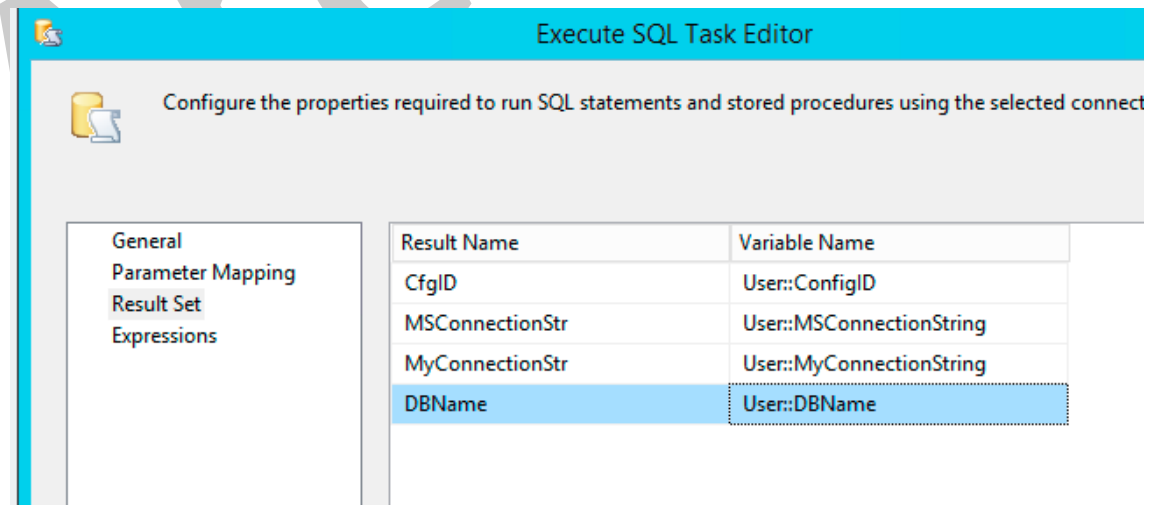 Execute SQL Task Editor
Configure the properties required to run SQL statements and stored procedures using the selected connect
General
Parameter Mapping
Result Set
Expressions
Result Name Variable Name
CfgID User::ConfigID
MSConnectionStr User::MSConnectionString
MyConnectionStr User::MyConnectionString
DBName User::DBName